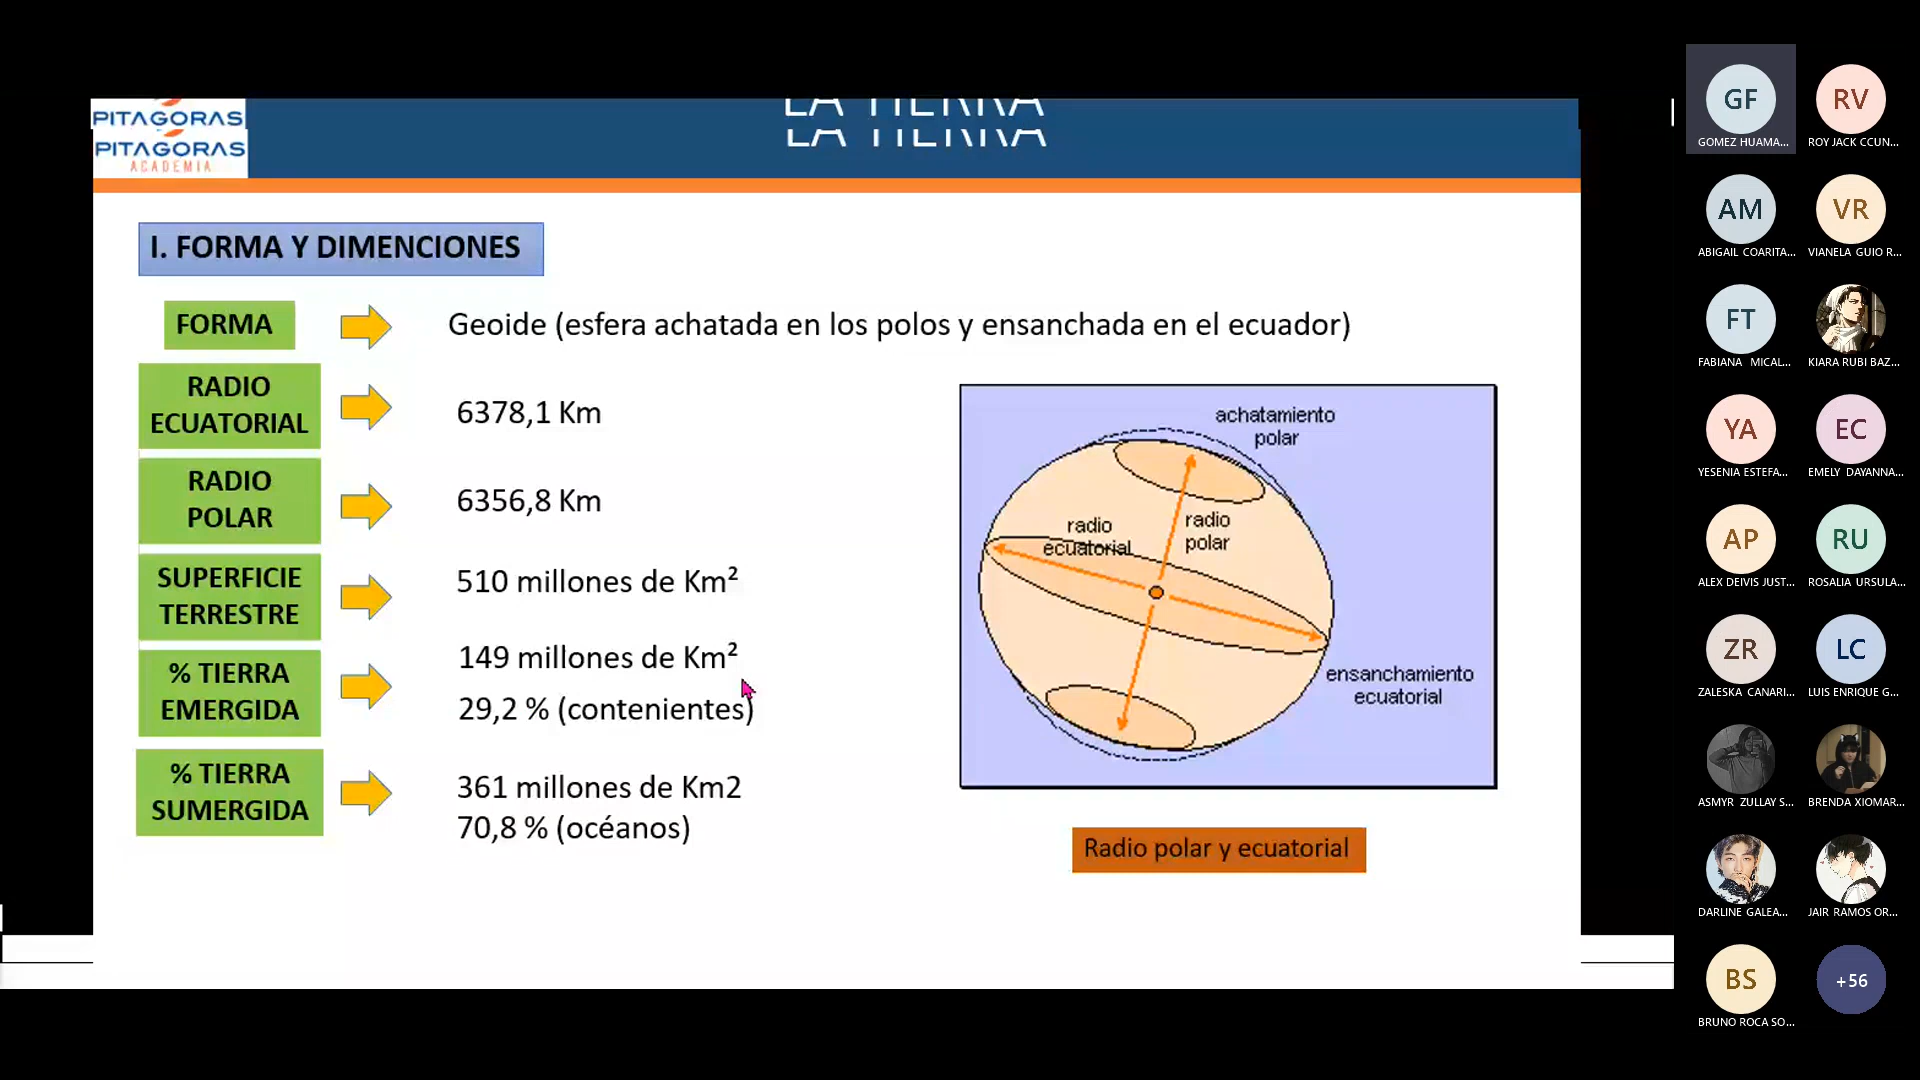 PITAGORAS
PITAGORAS
ACADEMIA
LA TIERRA
LA TIERRA
I. FORMA Y DIMENCIONES
FORMA
Geoide (esfera achatada en los polos y ensanchada en el ecuador)
RADIO
ECUATORIAL
6378,1 Km
RADIO
POLAR
6356,8 Km
SUPERFICIE
TERRESTRE
510 millones de Km²
% TIERRA
EMERGIDA
149 millones de Km²
29,2 % (contenientes)
% TIERRA
SUMERGIDA
361 millones de Km2
70,8 % (océanos)
achatamiento
polar
radio
ecuatorial
radio
polar
ensanchamiento
ecuatorial
Radio polar y ecuatorial
GF
GOMEZ HUAMA...
RV
ROY JACK CCUN...
AM
ABIGAIL COARITA...
VR
VIANELA GUIO R...
FT
FABIANA MICAL...
KIARA RUBI BAZ...
YA
YESENIA ESTEFA...
EC
EMELY DAYANNA...
AP
ALEX DEIVIS JUST...
RU
ROSALIA URSULA...
ZR
ZALESKA CANARI...
LC
LUIS ENRIQUE G...
ASMYR ZULLAY S...
BRENDA XIOMAR...
DARLINE GALEA...
JAIR RAMOS OR...
BS
BRUNO ROCA SO...
+56